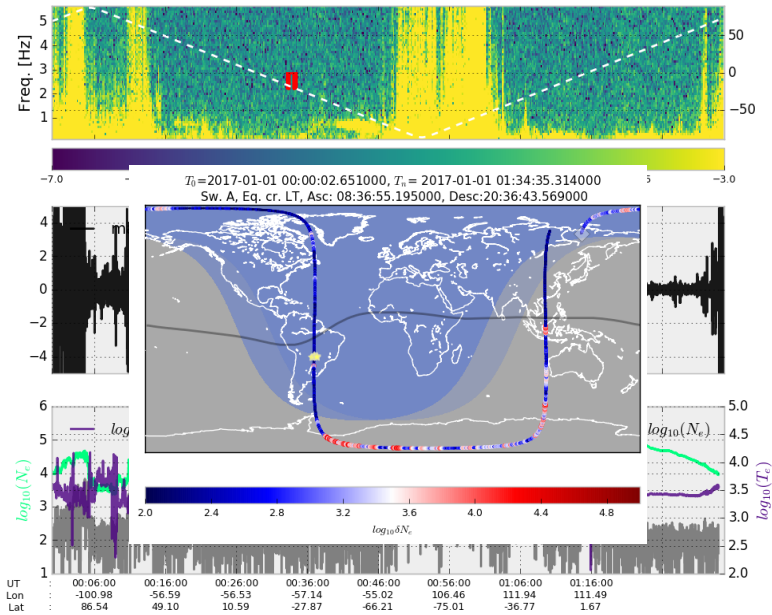 5
4
3
2
1
Freq. [Hz]
50
0
−50
-7.0
-3.0
T₀=2017-01-01 00:00:02.651000, Tₙ= 2017-01-01 01:34:35.314000
Sw. A, Eq. cr. LT, Asc: 08:36:55.195000, Desc:20:36:43.569000
4
2
0
−2
−4
6
5
4
3
2
1
log₁₀(Nₑ)
log₁₀(Nₑ)
5.0
4.5
4.0
3.5
3.0
2.5
2.0
log₁₀(Tₑ)
2.0 2.4 2.8 3.2 3.6 4.0 4.4 4.8
log₁₀δNₑ
UT : 00:06:00 00:16:00 00:26:00 00:36:00 00:46:00 00:56:00 01:06:00 01:16:00
Lon : -100.98 -56.59 -56.53 -57.14 -55.02 106.46 111.94 111.49
Lat : 86.54 49.10 10.59 -27.87 -66.21 -75.01 -36.77 1.67